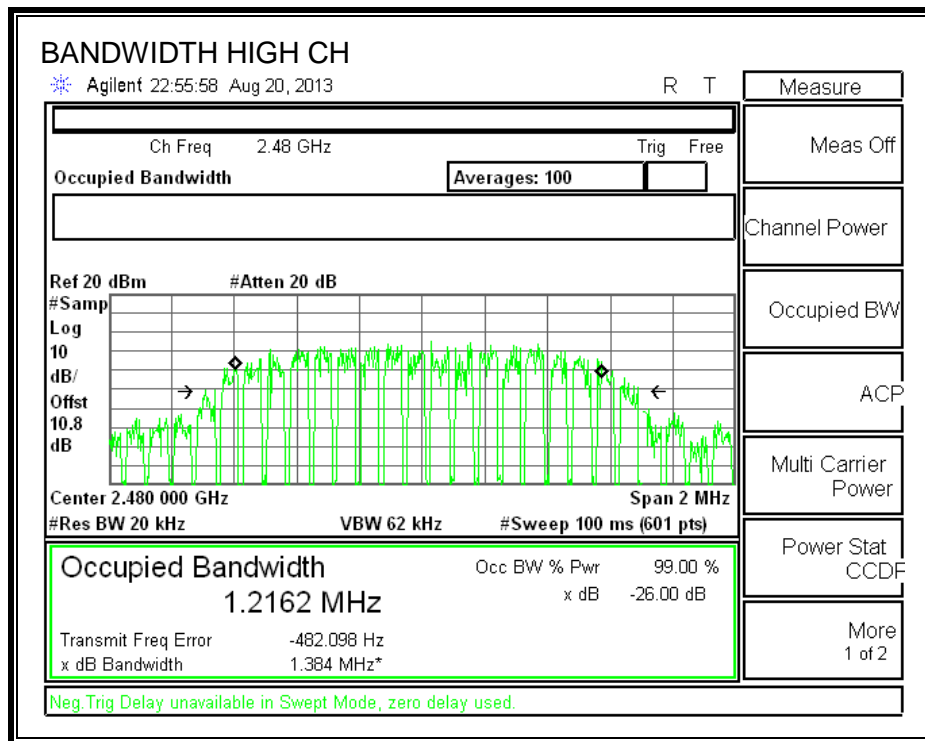 BANDWIDTH HIGH CH
Agilent 22:55:58 Aug 20, 2013 R T
Measure
Ch Freq 2.48 GHz Trig Free
Meas Off
Occupied Bandwidth Averages: 100
Channel Power
Ref 20 dBm #Atten 20 dB
#Samp
Log
10
dB/
Offst
10.8
dB
Occupied BW
ACP
Multi Carrier
Power
Center 2.480 000 GHz Span 2 MHz
#Res BW 20 kHz VBW 62 kHz #Sweep 100 ms (601 pts)
Power Stat
CCDF
Occupied Bandwidth Occ BW % Pwr 99.00 %
1.2162 MHz x dB -26.00 dB
Transmit Freq Error -482.098 Hz
x dB Bandwidth 1.384 MHz*
More
1 of 2
Neg.Trig Delay unavailable in Swept Mode, zero delay used.